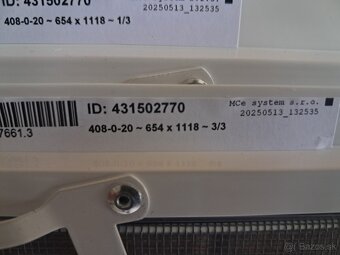 431502770
408-0-20 ~ 654 x 1118 ~ 1/3
20250513_132535
7661.3
ID: 431502770
MCe system s.r.o.
20250513_132535
408-0-20 ~ 654 x 1118 ~ 3/3
Bazos.sk